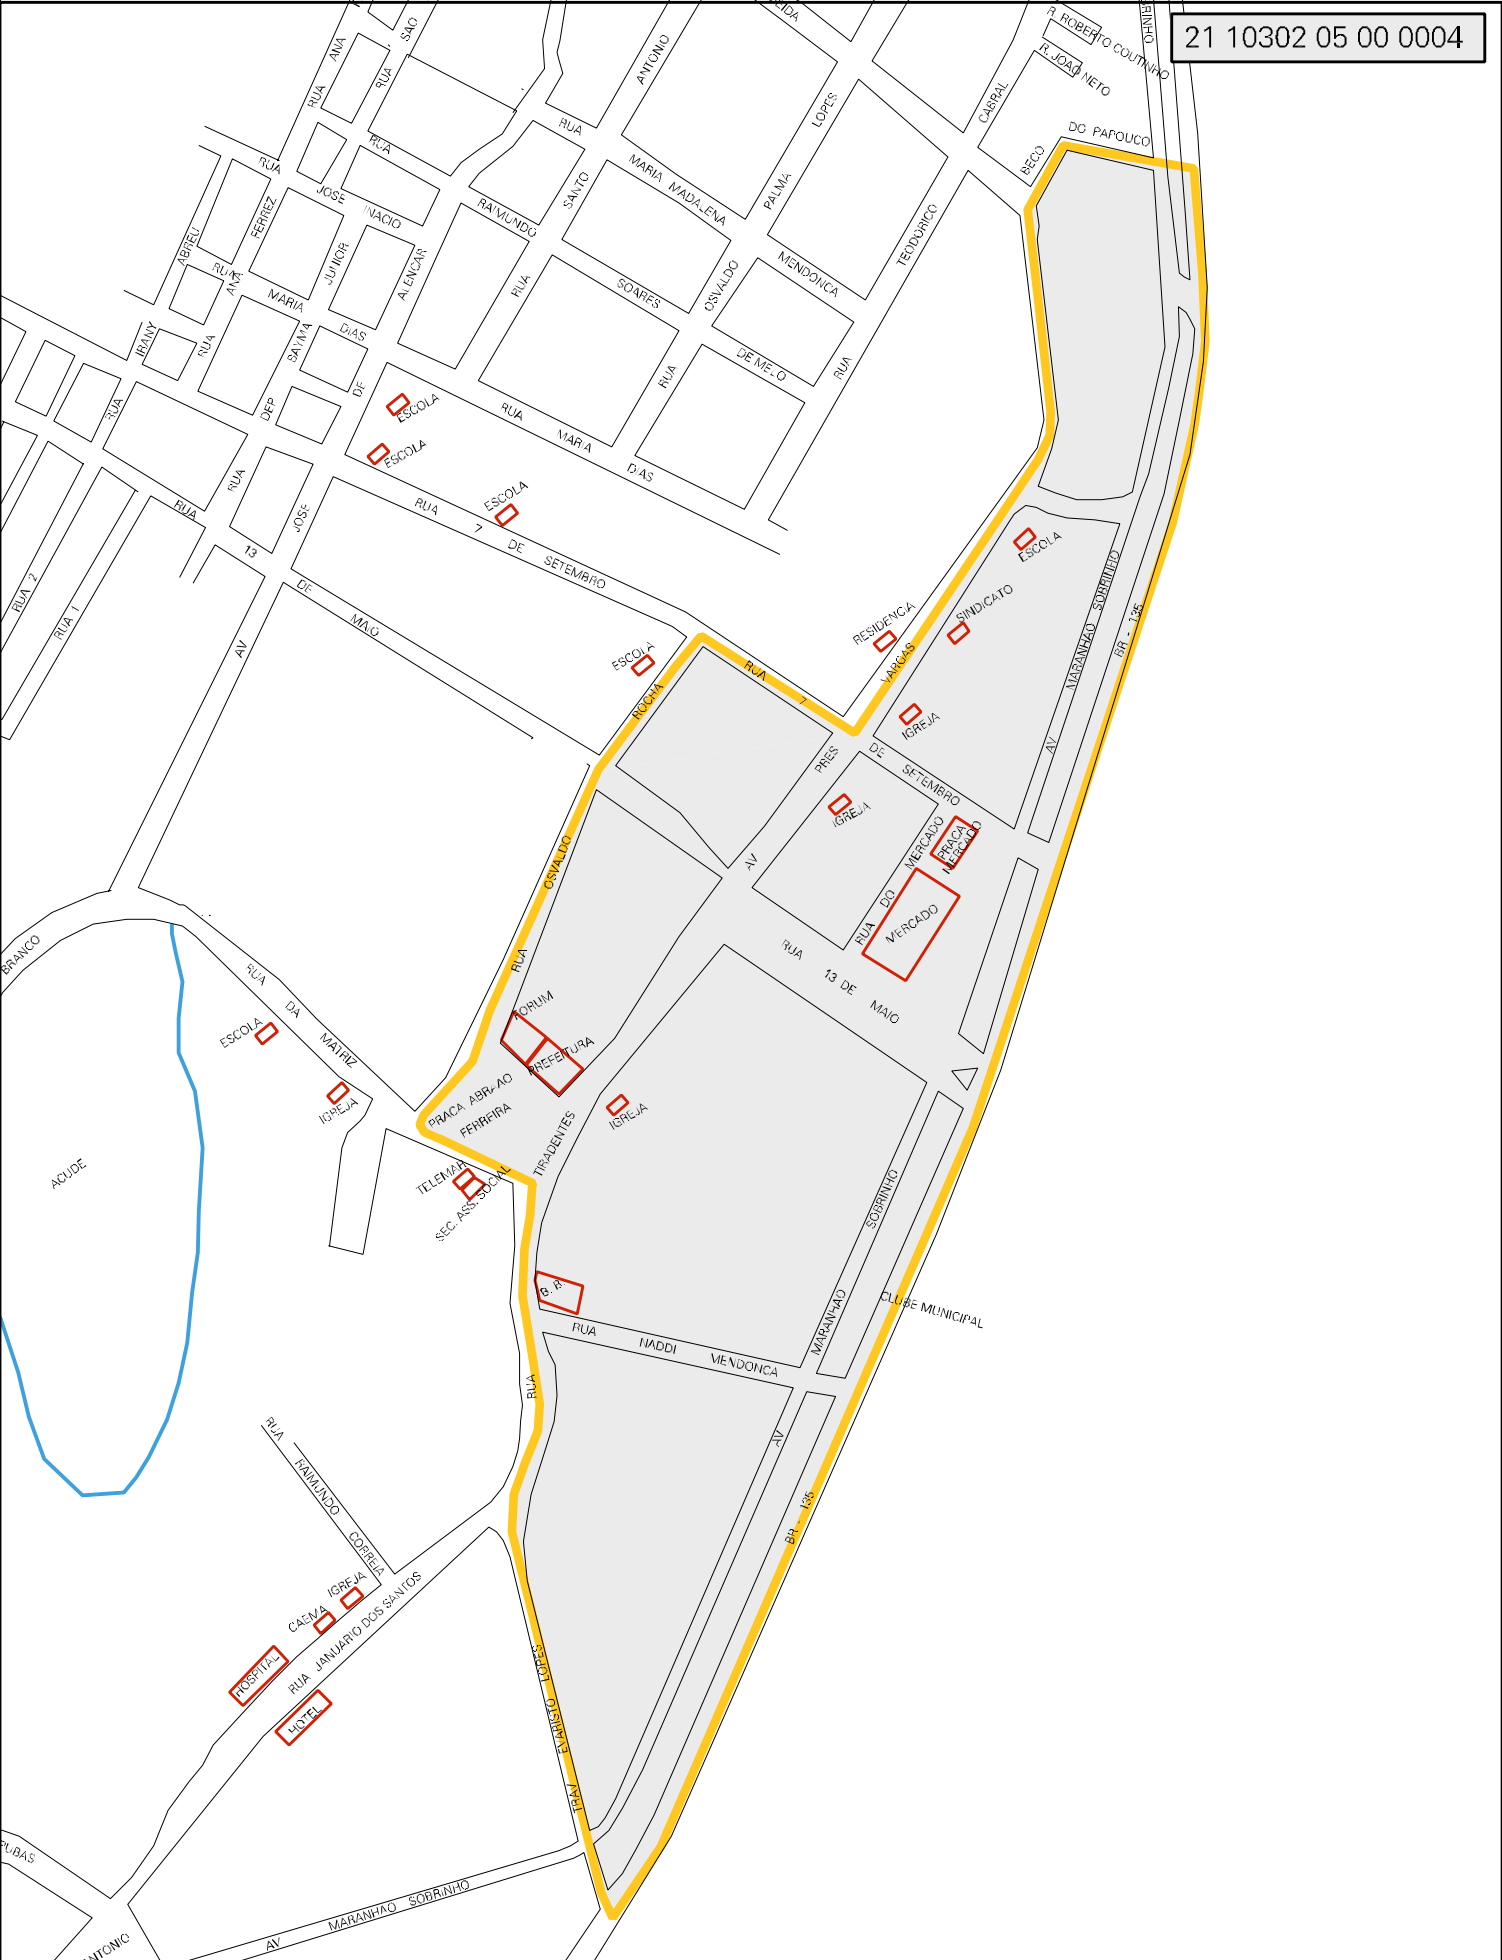 21 10302 05 00 0004
R. ROBERTO COUTINHO
R. JOAO NETO
DO PAPOUCO
BECO
CABRAL
TEODORICO
RUA
LOPES
PALMA
OSVALDO
RUA
ANTONIO
SANTO
RUA
RUA
MARIA MADALENA
MENDONCA
RAIMUNDO
SOARES
DE MELO
ANA
RUA
SAO
RUA
RUA
RUA
JOSE
INACIO
FERREZ
ANA
RUA
JUNIOR
SAYMA
DEP
RUA
ALENCAR
DE
JOSE
AV
ABREU
IRANY
RUA
RUA
MARIA
DIAS
RUA
MARIA
DIAS
ESCOLA
ESCOLA
ESCOLA
RUA
7
DE
SETEMBRO
RUA
13
DE
MAIO
RUA 2
RUA 1
ESCOLA
ROCHA
RUA
7
DE
SETEMBRO
RESIDENCIA
VARGAS
PRES
AV
ESCOLA
SINDICATO
IGREJA
SOBRINHO
MARANHAO
AV
BR - 135
IGREJA
MERCADO
DO
RUA
PRACA
MERCADO
MERCADO
RUA
13 DE
MAIO
OSVALDO
RUA
FORUM
PREFEITURA
PRACA ABRAAO
FERREIRA
TIRADENTES
IGREJA
BRANCO
RUA
DA
MATRIZ
ESCOLA
IGREJA
ACUDE
TELEMAR
SEC. ASS. SOCIAL
B. B.
RUA
NADDI
MENDONCA
SOBRINHO
MARANHAO
AV
CLUBE MUNICIPAL
RUA
BR - 135
RUA
RAIMUNDO
CORREIA
IGREJA
CAEMA
HOSPITAL
HOTEL
RUA JANUARIO DOS SANTOS
LOPES
EVARISTO
TRAV
AV
MARANHAO SOBRINHO